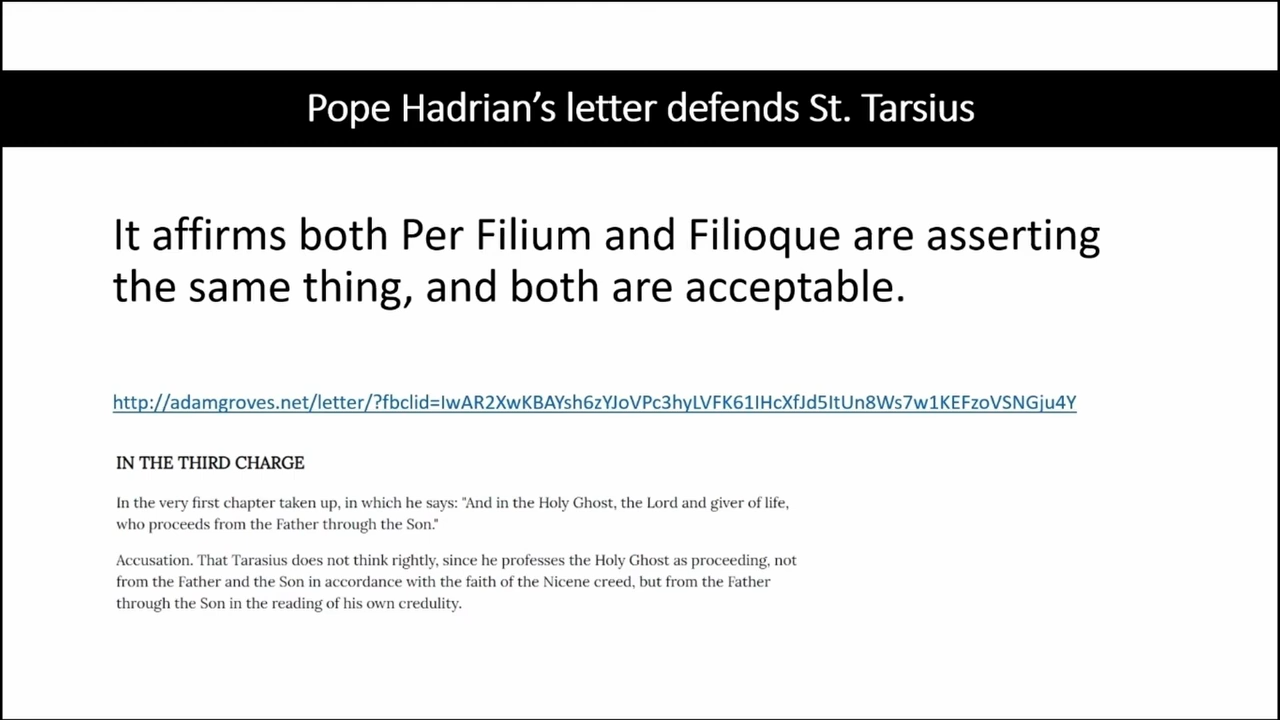 Pope Hadrian's letter defends St. Tarsius
It affirms both Per Filium and Filioque are asserting
the same thing, and both are acceptable.
http://adamgroves.net/letter/?fbclid=IwAR2XwKBAYsh6zYJoVPc3hyLVFK61IHcXfJd5ItUn8Ws7w1KEFzoVSNGju4Y
IN THE THIRD CHARGE
In the very first chapter taken up, in which he says: "And in the Holy Ghost, the Lord and giver of life,
who proceeds from the Father through the Son."
Accusation. That Tarasius does not think rightly, since he professes the Holy Ghost as proceeding, not
from the Father and the Son in accordance with the faith of the Nicene creed, but from the Father
through the Son in the reading of his own credulity.